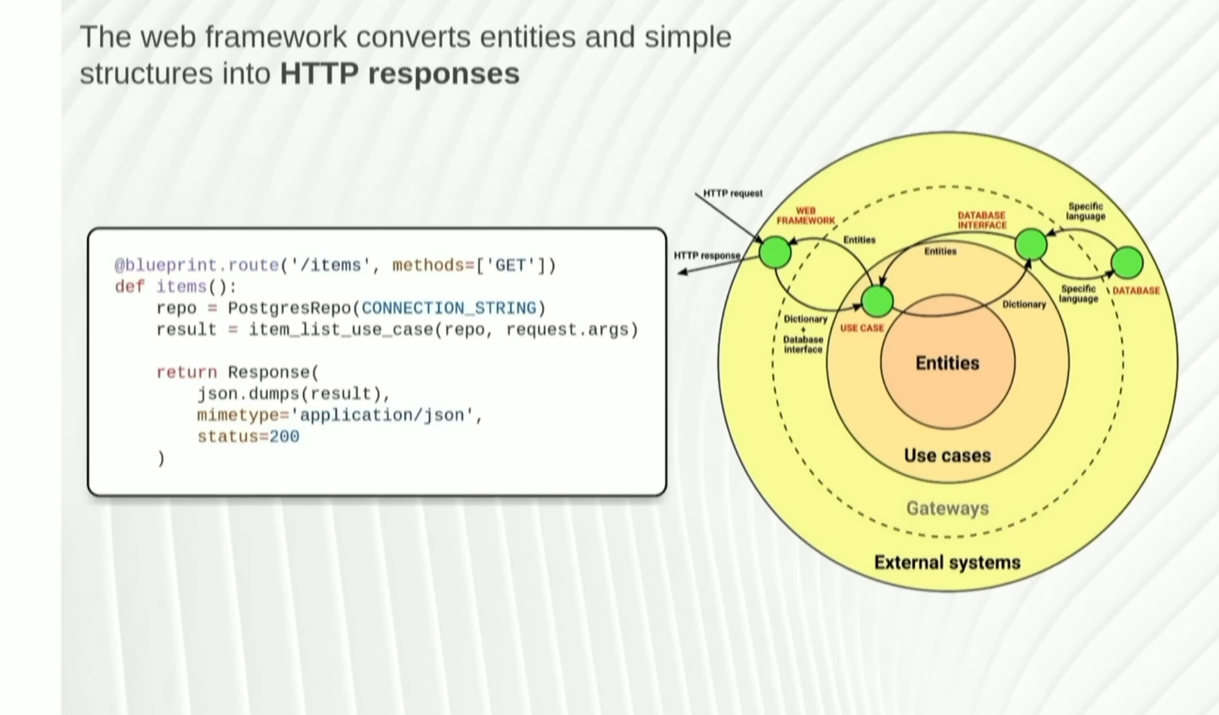 The web framework converts entities and simple
structures into HTTP responses
@blueprint.route('/items', methods=['GET'])
def items():
    repo = PostgresRepo(CONNECTION_STRING)
    result = item_list_use_case(repo, request.args)
    return Response(
        json.dumps(result),
        mimetype='application/json',
        status=200
    )
HTTP request
HTTP response
WEB
FRAMEWORK
Entities
Dictionary
+
Database
interface
USE CASE
DATABASE
INTERFACE
Entities
Dictionary
Specific
language
Specific
language
DATABASE
Entities
Use cases
Gateways
External systems